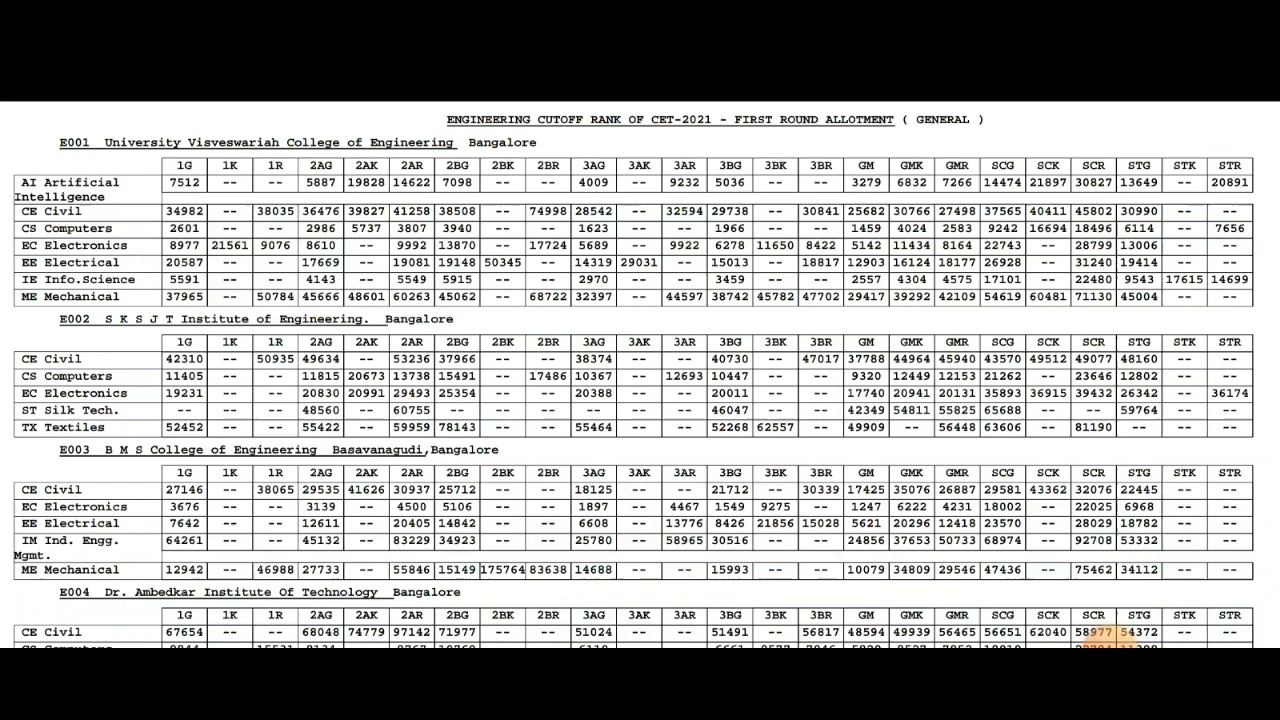 ENGINEERING CUTOFF RANK OF CET-2021 - FIRST ROUND ALLOTMENT ( GENERAL )
E001 University Visveswariah College of Engineering Bangalore
1G 1K 1R 2AG 2AK 2AR 2BG 2BK 2BR 3AG 3AK 3AR 3BG 3BK 3BR GM GMK GMR SCG SCK SCR STG STK STR
AI Artificial 7512 -- -- 5887 19828 14622 7098 -- -- 4009 -- 9232 5036 -- -- 3279 6832 7266 14474 21897 30827 13649 -- 20891
Intelligence
CE Civil 34982 -- 38035 36476 39827 41258 38508 -- 74998 28542 -- 32594 29738 -- 30841 25682 30766 27498 37565 40411 45802 30990 -- --
CS Computers 2601 -- -- 2986 5737 3807 3940 -- -- 1623 -- -- 1966 -- -- 1459 4024 2583 9242 16694 18496 6114 -- 7656
EC Electronics 8977 21561 9076 8610 -- 9992 13870 -- 17724 5689 -- 9922 6278 11650 8422 5142 11434 8164 22743 -- 28799 13006 -- --
EE Electrical 20587 -- -- 17669 -- 19081 19148 50345 -- 14319 29031 -- 15013 -- 18817 12903 16124 18177 26928 -- 31240 19414 -- --
IE Info.Science 5591 -- -- 4143 -- 5549 5915 -- -- 2970 -- -- 3459 -- -- 2557 4304 4575 17101 -- 22480 9543 17615 14699
ME Mechanical 37965 -- 50784 45666 48601 60263 45062 -- 68722 32397 -- 44597 38742 45782 47702 29417 39292 42109 54619 60481 71130 45004 -- --
E002 S K S J T Institute of Engineering. Bangalore
1G 1K 1R 2AG 2AK 2AR 2BG 2BK 2BR 3AG 3AK 3AR 3BG 3BK 3BR GM GMK GMR SCG SCK SCR STG STK STR
CE Civil 42310 -- 50935 49634 -- 53236 37966 -- -- 38374 -- -- 40730 -- 47017 37788 44964 45940 43570 49512 49077 48160 -- --
CS Computers 11405 -- -- 11815 20673 13738 15491 -- 17486 10367 -- 12693 10447 -- -- 9320 12449 12153 21262 -- 23646 12802 -- --
EC Electronics 19231 -- -- 20830 20991 29493 25354 -- -- 20388 -- -- 20011 -- -- 17740 20941 20131 35893 36915 39432 26342 -- 36174
ST Silk Tech. -- -- -- 48560 -- 60755 -- -- -- -- -- -- 46047 -- -- 42349 54811 55825 65688 -- -- 59764 -- --
TX Textiles 52452 -- -- 55422 -- 59959 78143 -- -- 55464 -- -- 52268 62557 -- 49909 -- 56448 63606 -- 81190 -- -- --
E003 B M S College of Engineering Basavanagudi,Bangalore
1G 1K 1R 2AG 2AK 2AR 2BG 2BK 2BR 3AG 3AK 3AR 3BG 3BK 3BR GM GMK GMR SCG SCK SCR STG STK STR
CE Civil 27146 -- 38065 29535 41626 30937 25712 -- -- 18125 -- -- 21712 -- 30339 17425 35076 26887 29581 43362 32076 22445 -- --
EC Electronics 3676 -- -- 3139 -- 4500 5106 -- -- 1897 -- 4467 1549 9275 -- 1247 6222 4231 18002 -- 22025 6968 -- --
EE Electrical 7642 -- -- 12611 -- 20405 14842 -- -- 6608 -- 13776 8426 21856 15028 5621 20296 12418 23570 -- 28029 18782 -- --
IM Ind. Engg. 64261 -- -- 45132 -- 83229 34923 -- -- 25780 -- 58965 30516 -- -- 24856 37653 50733 68974 -- 92708 53332 -- --
Mgmt.
ME Mechanical 12942 -- 46988 27733 -- 55846 15149 175764 83638 14688 -- -- 15993 -- -- 10079 34809 29546 47436 -- 75462 34112 -- --
E004 Dr. Ambedkar Institute Of Technology Bangalore
1G 1K 1R 2AG 2AK 2AR 2BG 2BK 2BR 3AG 3AK 3AR 3BG 3BK 3BR GM GMK GMR SCG SCK SCR STG STK STR
CE Civil 67654 -- -- 68048 74779 97142 71977 -- -- 51024 -- -- 51491 -- 56817 48594 49939 56465 56651 62040 58977 54372 -- --